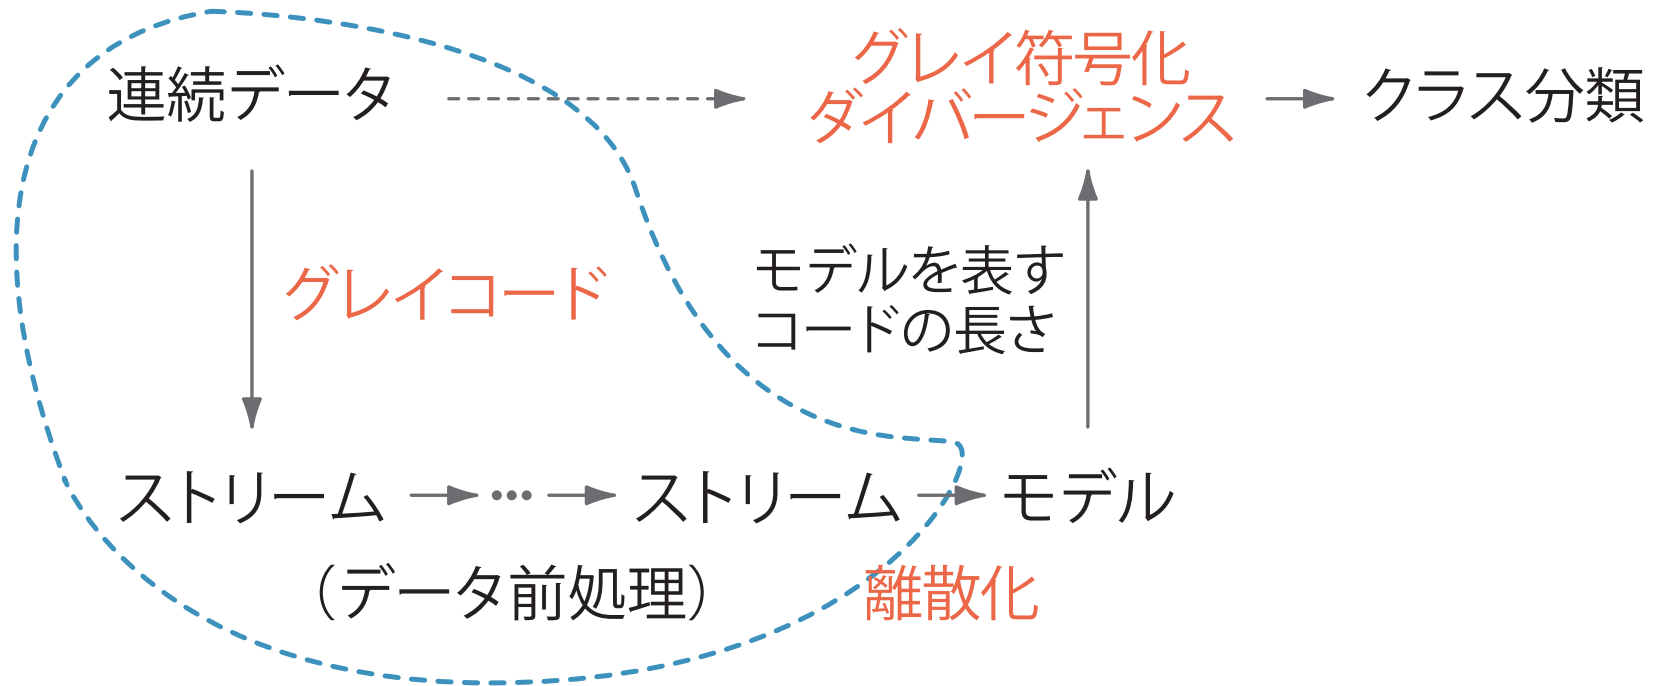 連続データ
グレイ符号化
ダイバージェンス
クラス分類
グレイコード
モデルを表す
コードの長さ
ストリーム
ストリーム
モデル
（データ前処理）
離散化